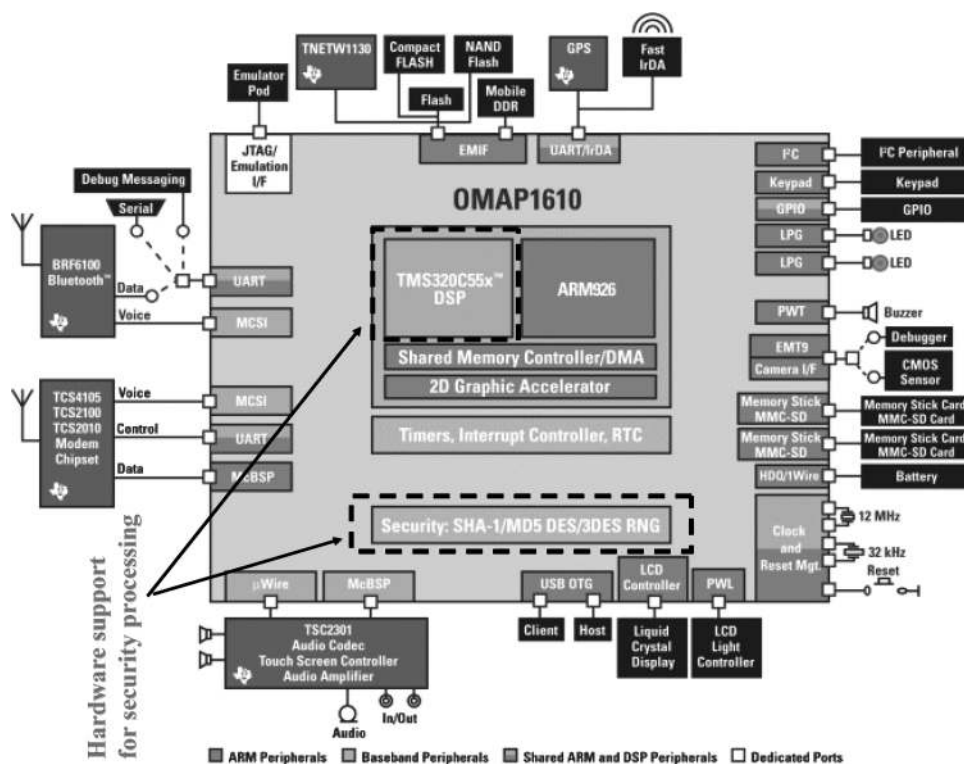 TNETW1130
Compact
FLASH
NAND
Flash
GPS
Fast
IrDA
Emulator
Pod
Flash
Mobile
DDR
JTAG/
Emulation
I/F
EMIF
UART/IrDA
I²C
I²C Peripheral
Debug Messaging
Serial
OMAP1610
Keypad
Keypad
GPIO
GPIO
LPG
LED
LPG
LED
BRF6100
Bluetooth™
Data
Voice
UART
MCSI
TMS320C55x™
DSP
ARM926
PWT
Buzzer
EMT9
Camera I/F
Debugger
CMOS
Sensor
Shared Memory Controller/DMA
2D Graphic Accelerator
TCS4105
TCS2100
TCS2010
Modem
Chipset
Voice
Control
Data
MCSI
UART
McBSP
Timers, Interrupt Controller, RTC
Memory Stick
MMC-SD
Memory Stick Card
MMC-SD Card
Memory Stick
MMC-SD
Memory Stick Card
MMC-SD Card
HDQ/1Wire
Battery
Security: SHA-1/MD5 DES/3DES RNG
Clock
and
Reset Mgt.
12 MHz
32 kHz
Reset
µWire
McBSP
USB OTG
LCD
Controller
PWL
Client
Host
Liquid
Crystal
Display
LCD
Light
Controller
TSC2301
Audio Codec
Touch Screen Controller
Audio Amplifier
Audio
In/Out
Hardware support
for security processing
ARM Peripherals
Baseband Peripherals
Shared ARM and DSP Peripherals
Dedicated Ports